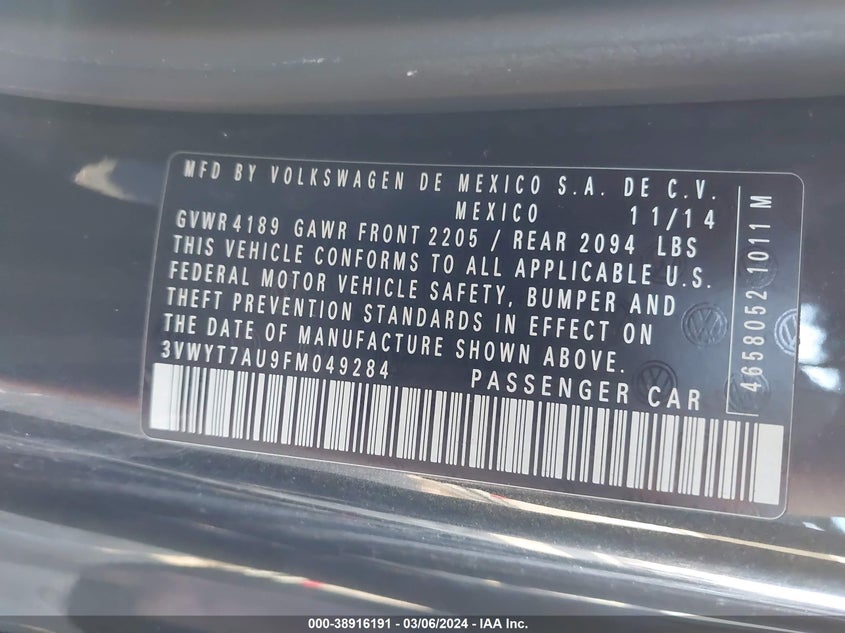 MFD BY VOLKSWAGEN DE MEXICO S.A. DE C.V.
MEXICO 11/14
GVWR 4189 GAWR FRONT 2205 / REAR 2094 LBS
THIS VEHICLE CONFORMS TO ALL APPLICABLE U.S.
FEDERAL MOTOR VEHICLE SAFETY, BUMPER AND
THEFT PREVENTION STANDARDS IN EFFECT ON
THE DATE OF MANUFACTURE SHOWN ABOVE.
3VWYT7AU9FM049284 PASSENGER CAR
4658052 1011 M
000-38916191 - 03/06/2024 - IAA Inc.